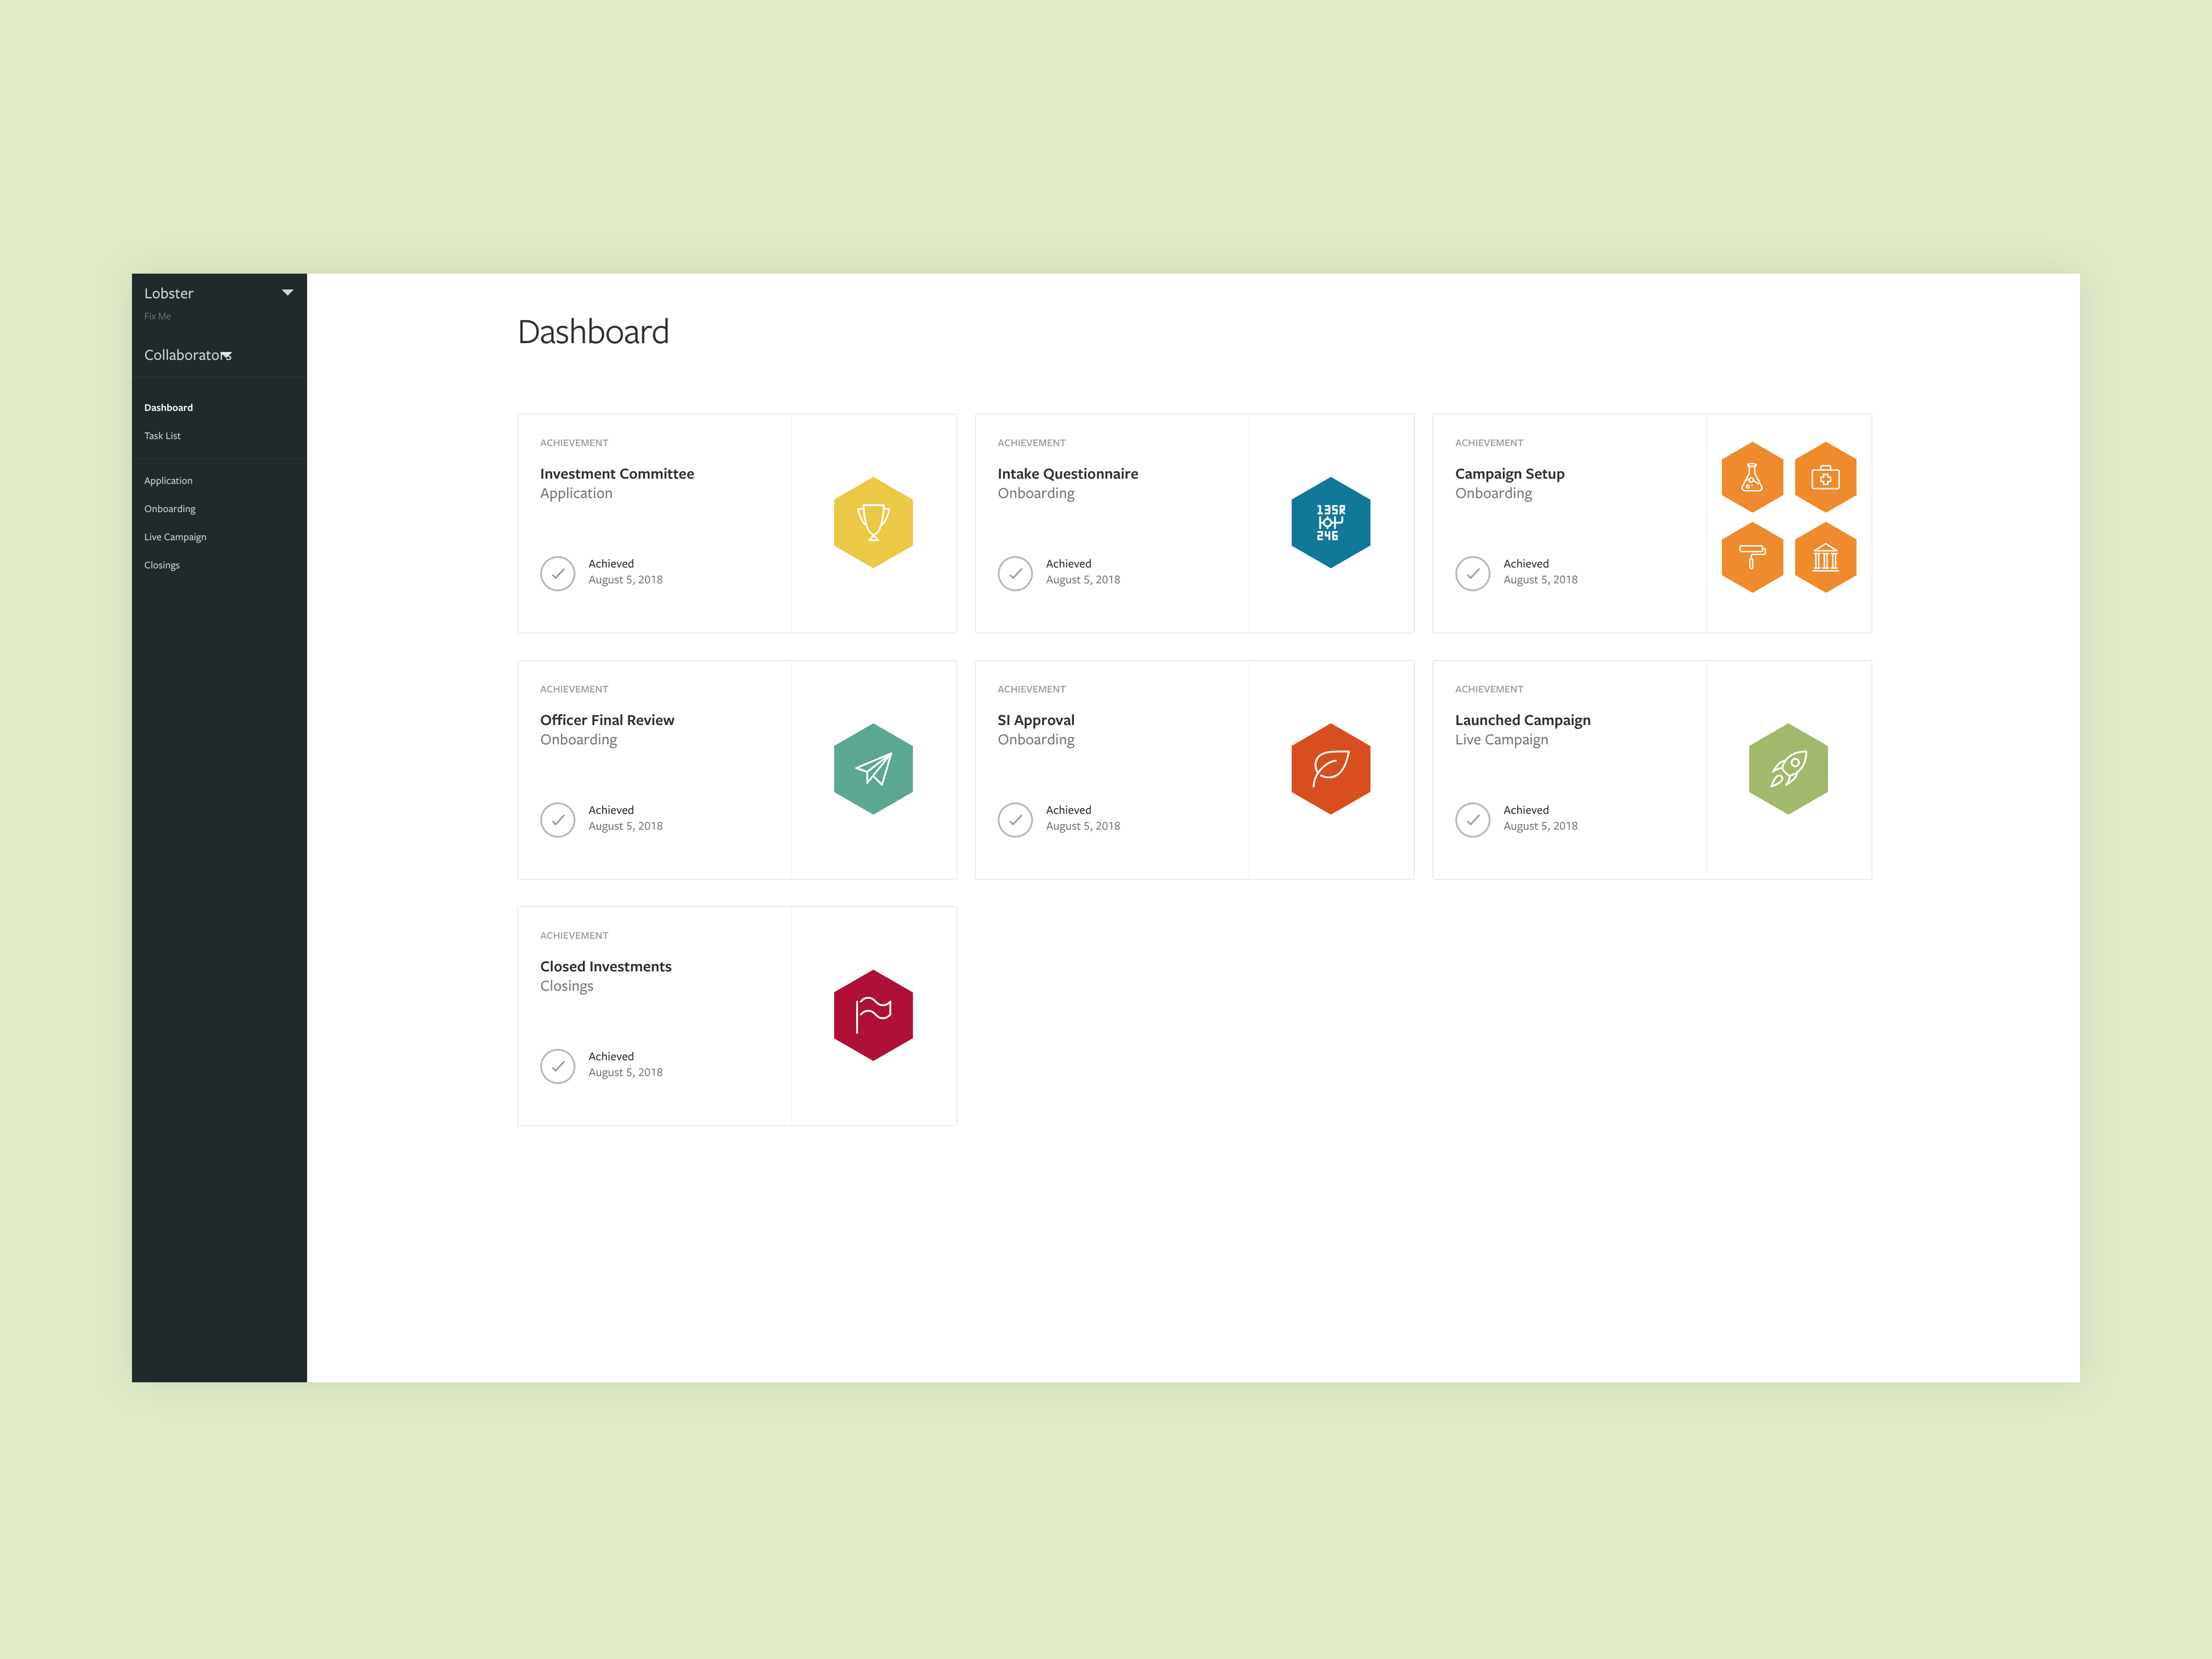 Lobster
Fix Me
Collaborators
Dashboard
Task List
Application
Onboarding
Live Campaign
Closings
Dashboard
ACHIEVEMENT
Investment Committee
Application
Achieved
August 5, 2018
ACHIEVEMENT
Intake Questionnaire
Onboarding
Achieved
August 5, 2018
135R
246
ACHIEVEMENT
Campaign Setup
Onboarding
Achieved
August 5, 2018
ACHIEVEMENT
Officer Final Review
Onboarding
Achieved
August 5, 2018
ACHIEVEMENT
SI Approval
Onboarding
Achieved
August 5, 2018
ACHIEVEMENT
Launched Campaign
Live Campaign
Achieved
August 5, 2018
ACHIEVEMENT
Closed Investments
Closings
Achieved
August 5, 2018